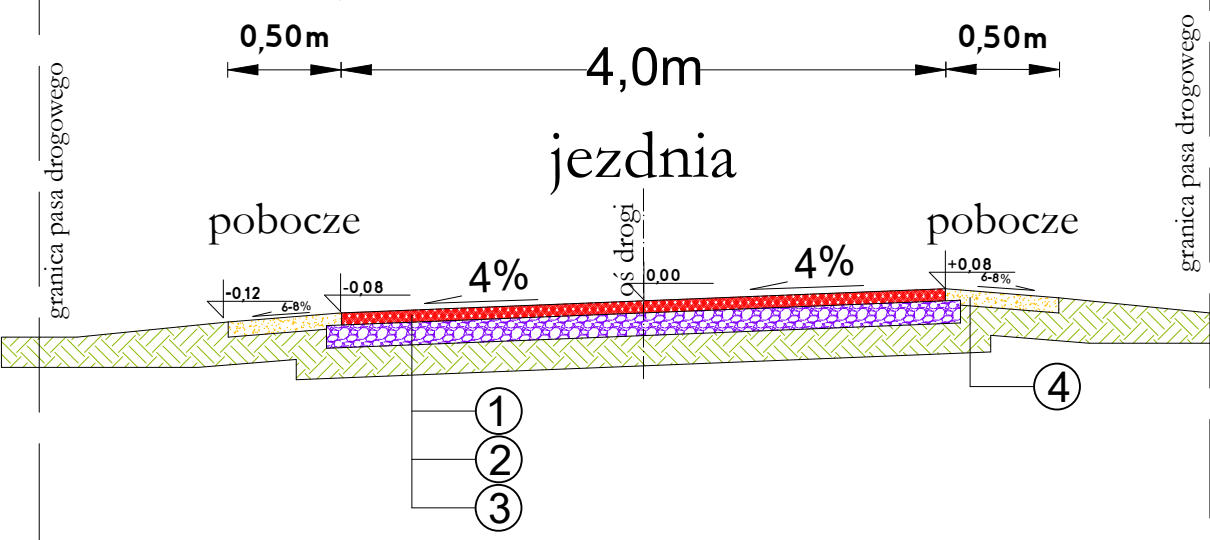 0,50m
4,0m
0,50m
granica pasa drogowego
granica pasa drogowego
jezdnia
pobocze
pobocze
oś drogi
4%
4%
-0,12
6-8%
-0,08
0,00
+0,08
6-8%
1
2
3
4